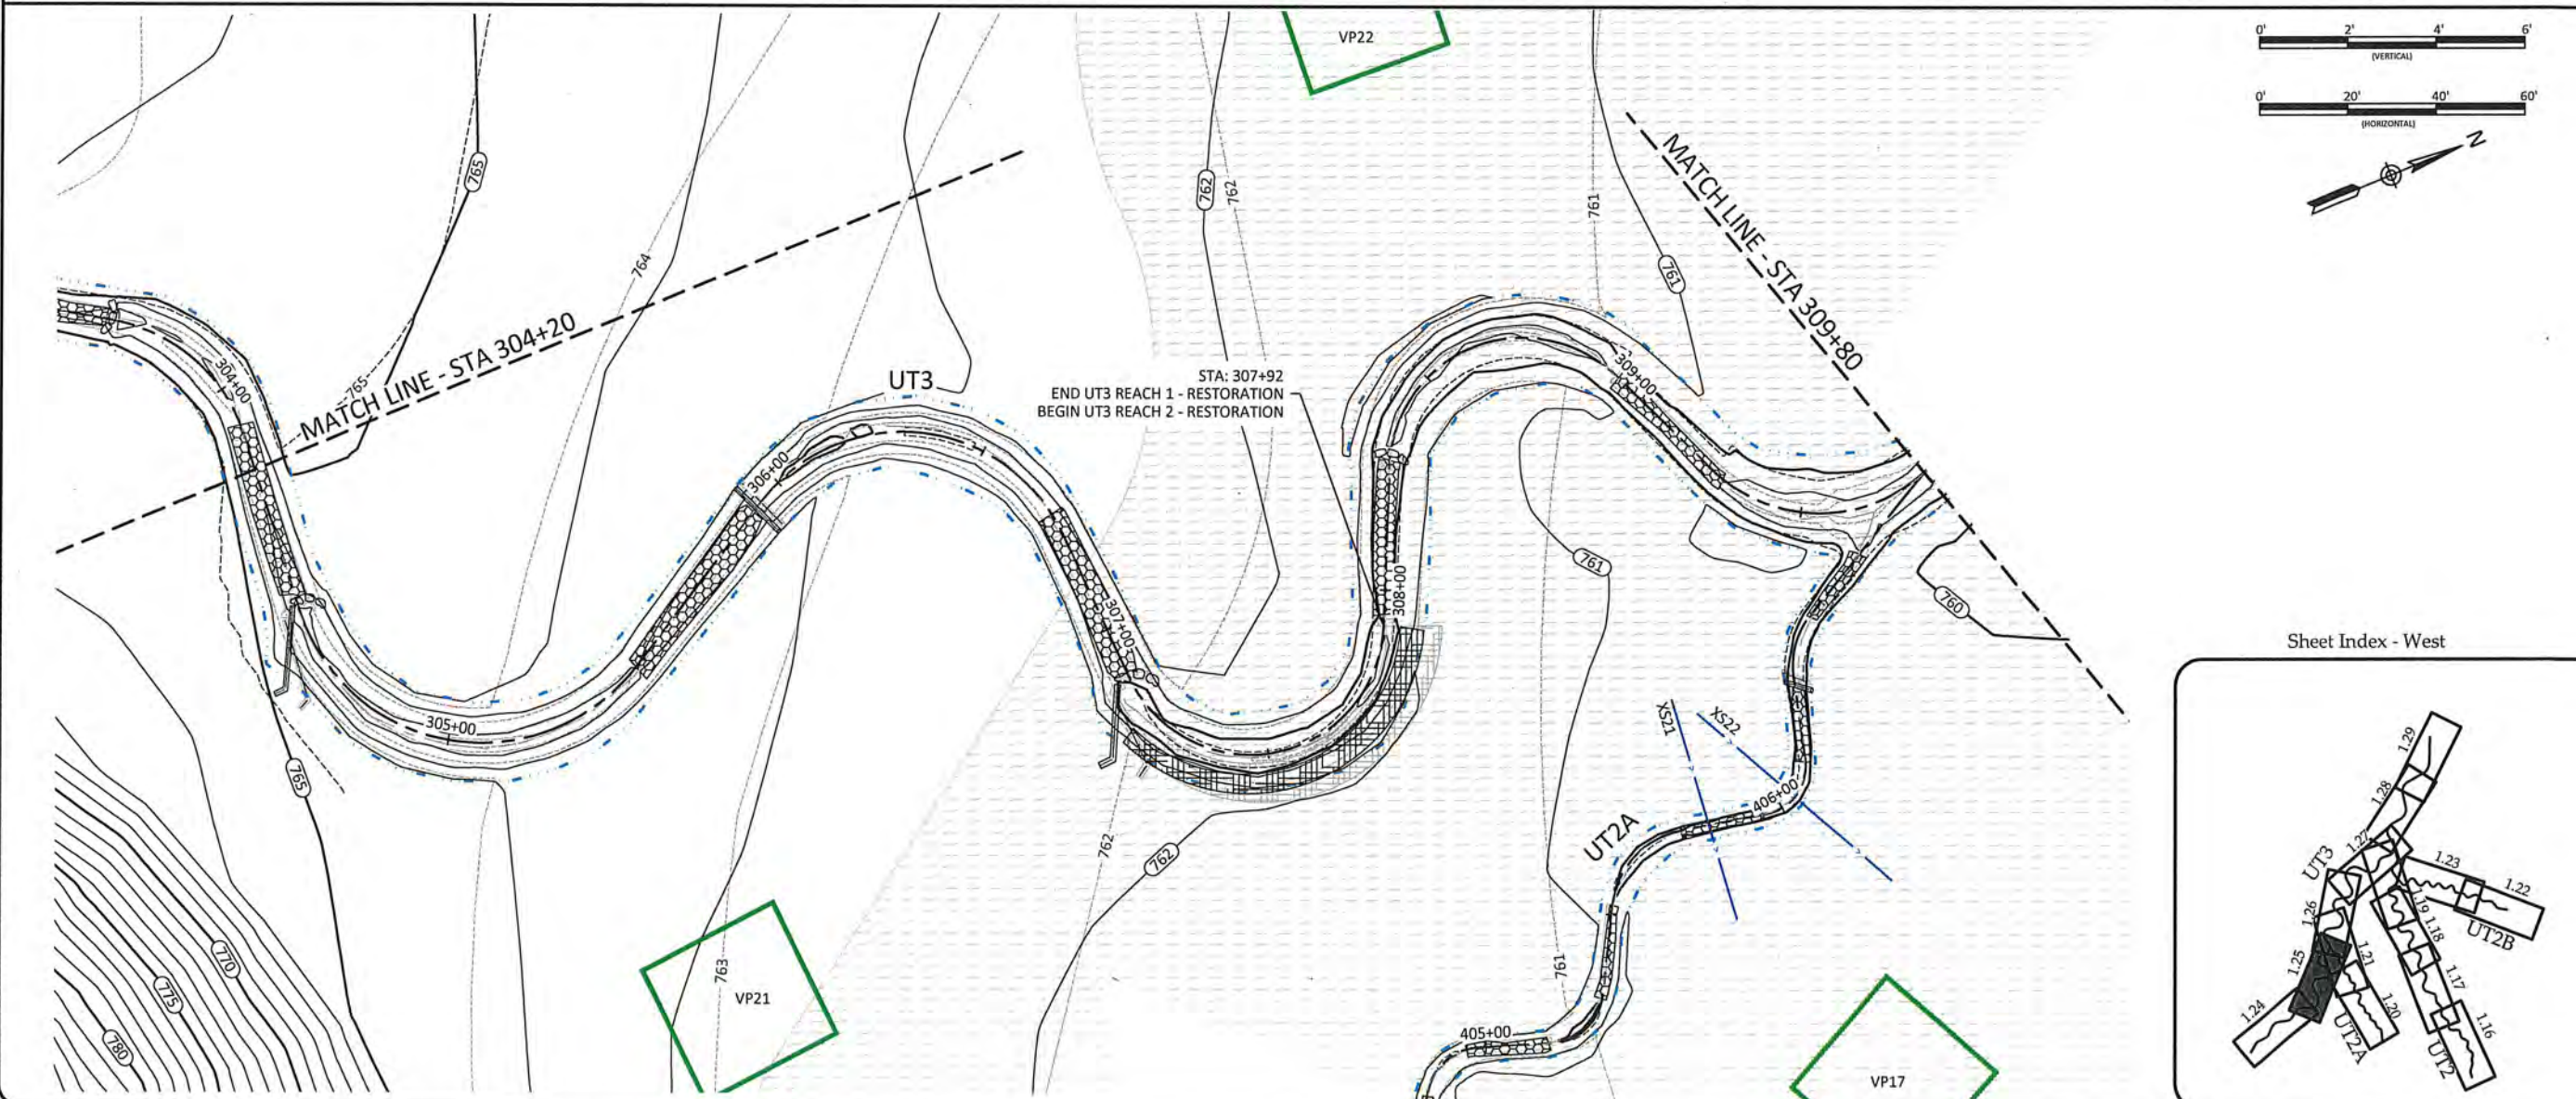 VP22
0' 2' 4' 6'
(VERTICAL)
0' 20' 40' 60'
(HORIZONTAL)
N
765
762
762
761
761
764
765
MATCH LINE - STA 304+20
MATCH LINE - STA 309+80
304+00
UT3
STA: 307+92
END UT3 REACH 1 - RESTORATION
BEGIN UT3 REACH 2 - RESTORATION
309+00
306+00
307+00
308+00
761
760
305+00
765
XS21
XS22
406+00
UT2A
762
762
761
405+00
770
775
780
763
VP21
VP17
Sheet Index - West
1.29
1.28
1.27
UT3
1.23
1.22
UT2B
1.26
1.19
1.18
1.25
1.21
1.17
1.24
1.20
1.16
UT2A
UT2